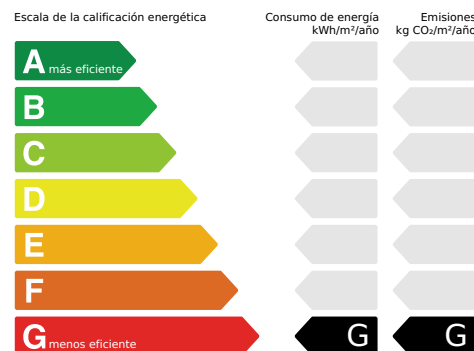 Escala de la calificación energética
Consumo de energía
kWh/m²/año
Emisiones
kg CO₂/m²/año
A más eficiente
B
C
D
E
F
G menos eficiente
G
G